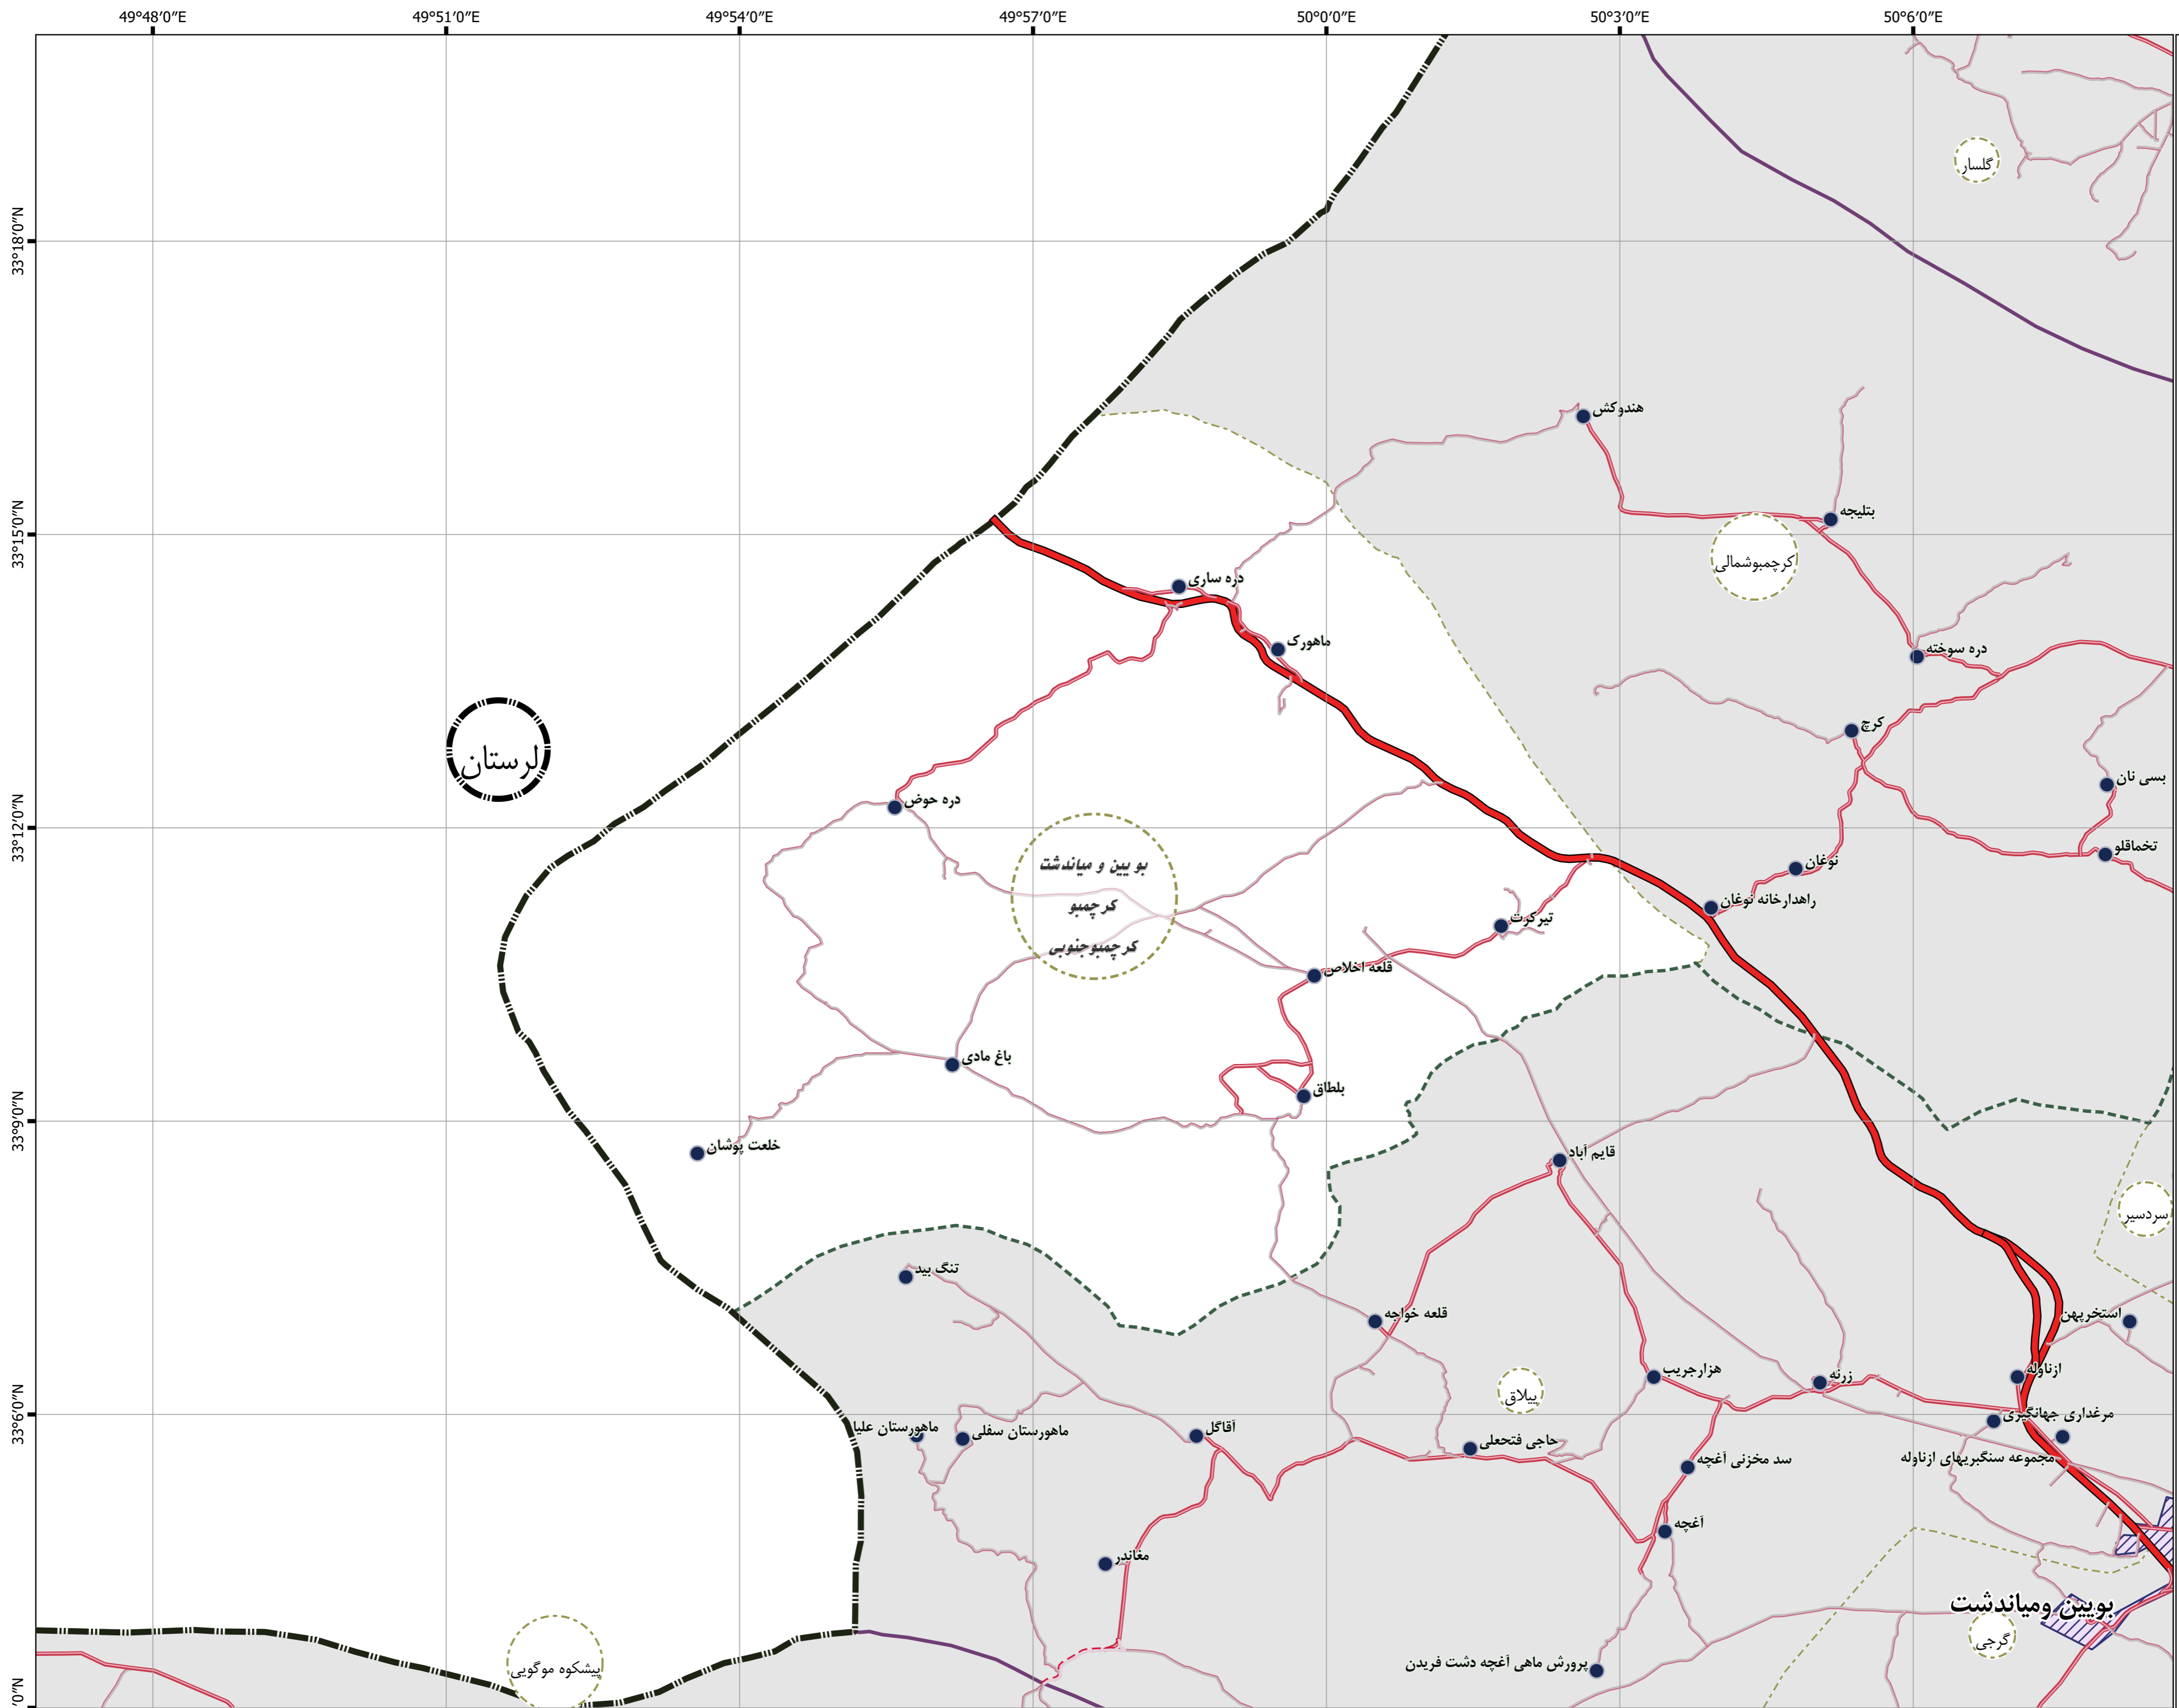 49°48'0"E
49°51'0"E
49°54'0"E
49°57'0"E
50°0'0"E
50°3'0"E
50°6'0"E
33°18'0"N
33°15'0"N
33°12'0"N
33°9'0"N
33°6'0"N
'0"N
گلسار
هندوکش
بتلیجه
کرچمبوشمالی
دره ساری
ماهورک
دره سوخته
کرچ
لرستان
بسی نان
دره حوض
تخماقلو
بویین و میاندشت
کرچمبو
کرچمبوجنوبی
نوغان
راهدارخانه نوغان
تیرکرت
قلعه اخلاص
باغ مادی
بلطاق
خلعت پوشان
قایم آباد
سردسیر
تنگ بید
قلعه خواجه
استخرپهن
هزارجریب
زرنه
ازناوله
ییلاق
مرغداری جهانگیری
ماهورستان علیا
ماهورستان سفلی
آقاگل
حاجی فتحعلی
سد مخزنی آغچه
مجموعه سنگبریهای ازناوله
آغچه
مغاندر
بویین ومیاندشت
گرجی
پرورش ماهی آغچه دشت فریدن
پیشکوه موگویی